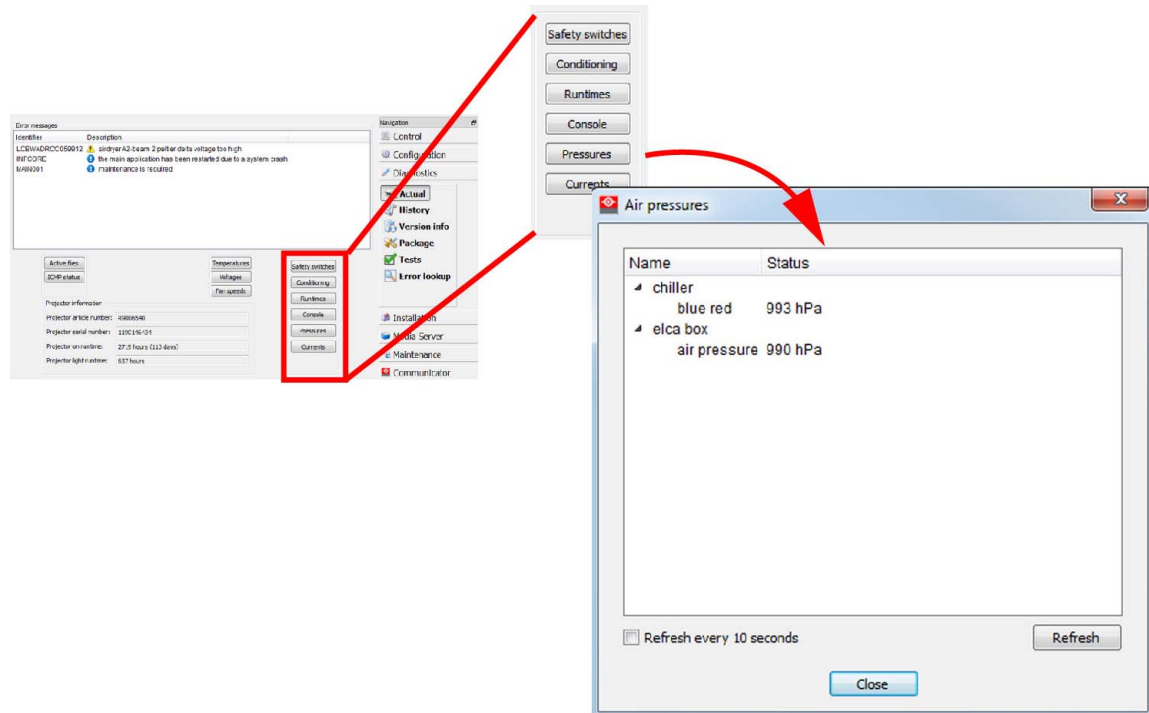 Safety switches
Conditioning
Runtimes
Console
Pressures
Currents
Error messages
Identifier Description
airdryer A2-beam 2 peltier delta voltage too high
the main application has been restarted due to a system crash
MAIN001 maintenance is required
Active files
ICMP status
Temperatures
Voltages
Fan speeds
Safety switches
Conditioning
Runtimes
Console
Pressures
Currents
Projector information
Projector article number:
Projector serial number:
Projector on runtime: (113 days)
Projector light runtime: 637 hours
Navigation
Control
Configuration
Diagnostics
Actual
History
Version info
Package
Tests
Error lookup
Installation
Media Server
Maintenance
Communicator
Air pressures
Name Status
chiller
blue red 993 hPa
elca box
air pressure 990 hPa
Refresh every 10 seconds
Refresh
Close